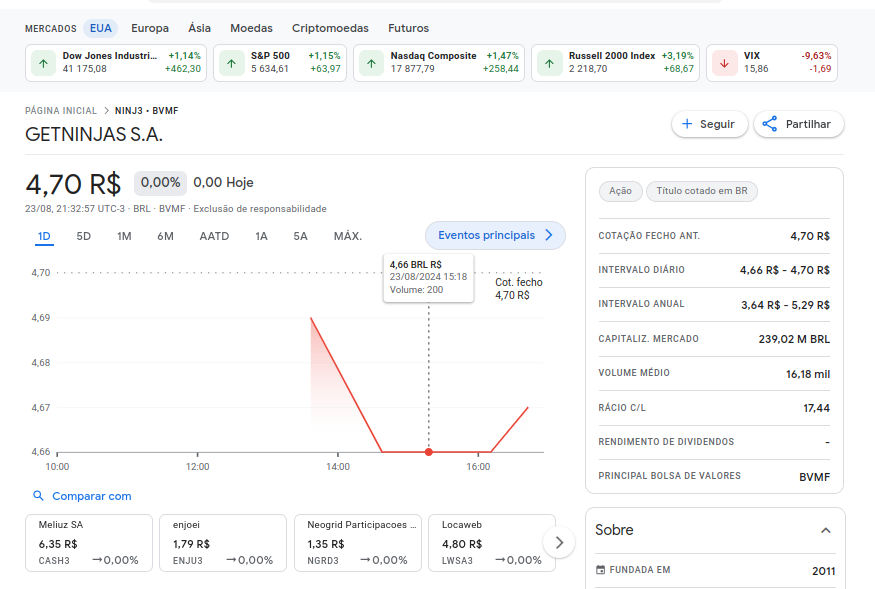 MERCADOS EUA Europa Ásia Moedas Criptomoedas Futuros
Dow Jones Industri... +1,14%
41 175,08 +462,30
S&P 500 +1,15%
5 634,61 +63,97
Nasdaq Composite +1,47%
17 877,79 +258,44
Russell 2000 Index +3,19%
2 218,70 +68,67
VIX -9,63%
15,86 -1,69
PÁGINA INICIAL > NINJ3 • BVMF
GETNINJAS S.A.
+ Seguir
Partilhar
4,70 R$ 0,00% 0,00 Hoje
23/08, 21:32:57 UTC-3 · BRL · BVMF · Exclusão de responsabilidade
1D 5D 1M 6M AATD 1A 5A MÁX.
Eventos principais
4,66 BRL R$
23/08/2024 15:18
Volume: 200
Cot. fecho
4,70 R$
4,70
4,69
4,68
4,67
4,66
10:00 12:00 14:00 16:00
Comparar com
Meliuz SA
6,35 R$
CASH3 →0,00%
enjoei
1,79 R$
ENJU3 →0,00%
Neogrid Participacoes ...
1,35 R$
NGRD3 →0,00%
Locaweb
4,80 R$
LWSA3 →0,00%
Ação Título cotado em BR
COTAÇÃO FECHO ANT. 4,70 R$
INTERVALO DIÁRIO 4,66 R$ - 4,70 R$
INTERVALO ANUAL 3,64 R$ - 5,29 R$
CAPITALIZ. MERCADO 239,02 M BRL
VOLUME MÉDIO 16,18 mil
RÁCIO C/L 17,44
RENDIMENTO DE DIVIDENDOS -
PRINCIPAL BOLSA DE VALORES BVMF
Sobre
FUNDADA EM 2011